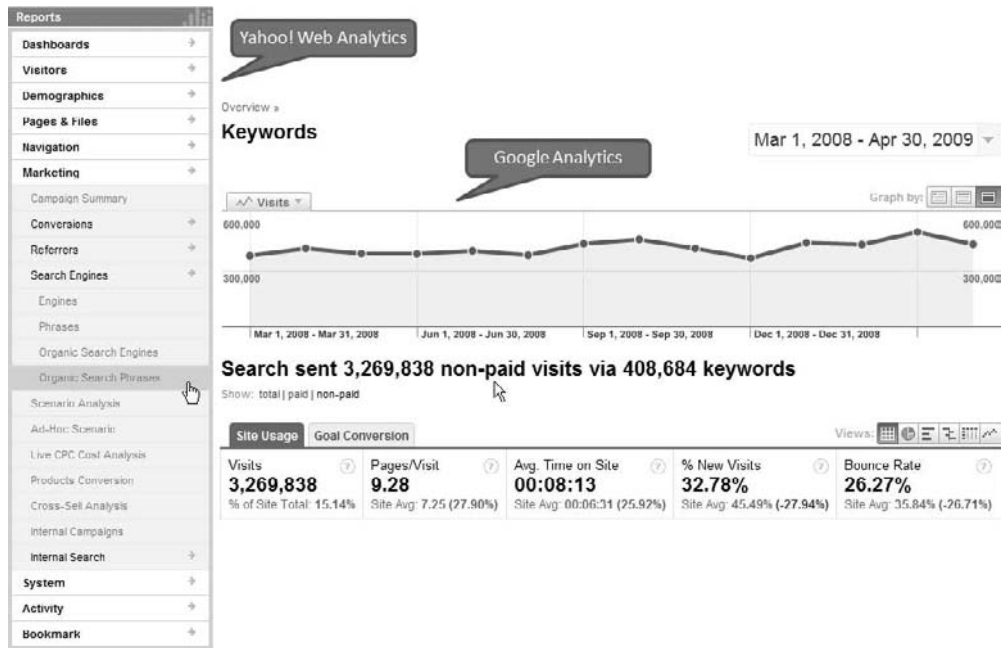 Reports
Dashboards
Visitors
Demographics
Pages & Files
Navigation
Marketing
Campaign Summary
Conversions
Referrers
Search Engines
Engines
Phrases
Organic Search Engines
Organic Search Phrases
Scenario Analysis
Ad-Hoc Scenario
Live CPC Cost Analysis
Products Conversion
Cross-Sell Analysis
Internal Campaigns
Internal Search
System
Activity
Bookmark
Yahoo! Web Analytics
Overview »
Keywords
Mar 1, 2008 - Apr 30, 2009
Google Analytics
Visits
Graph by:
600,000 600,000
300,000 300,000
Mar 1, 2008 - Mar 31, 2008 Jun 1, 2008 - Jun 30, 2008 Sep 1, 2008 - Sep 30, 2008 Dec 1, 2008 - Dec 31, 2008
Search sent 3,269,838 non-paid visits via 408,684 keywords
Show: total | paid | non-paid
Site Usage Goal Conversion Views:
Visits ? Pages/Visit ? Avg. Time on Site ? % New Visits ? Bounce Rate ?
3,269,838 9.28 00:08:13 32.78% 26.27%
% of Site Total: 15.14% Site Avg: 7.25 (27.90%) Site Avg: 00:06:31 (25.92%) Site Avg: 45.49% (-27.94%) Site Avg: 35.84% (-26.71%)